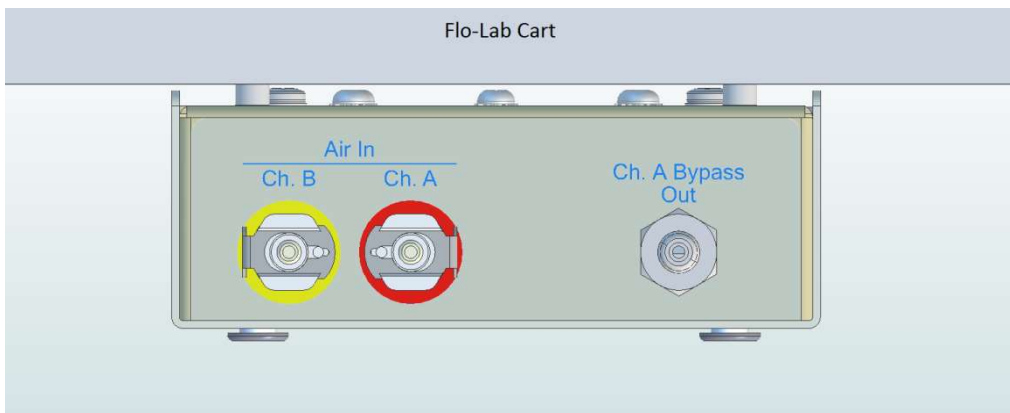 Flo-Lab Cart
Air In
Ch. B
Ch. A
Ch. A Bypass
Out